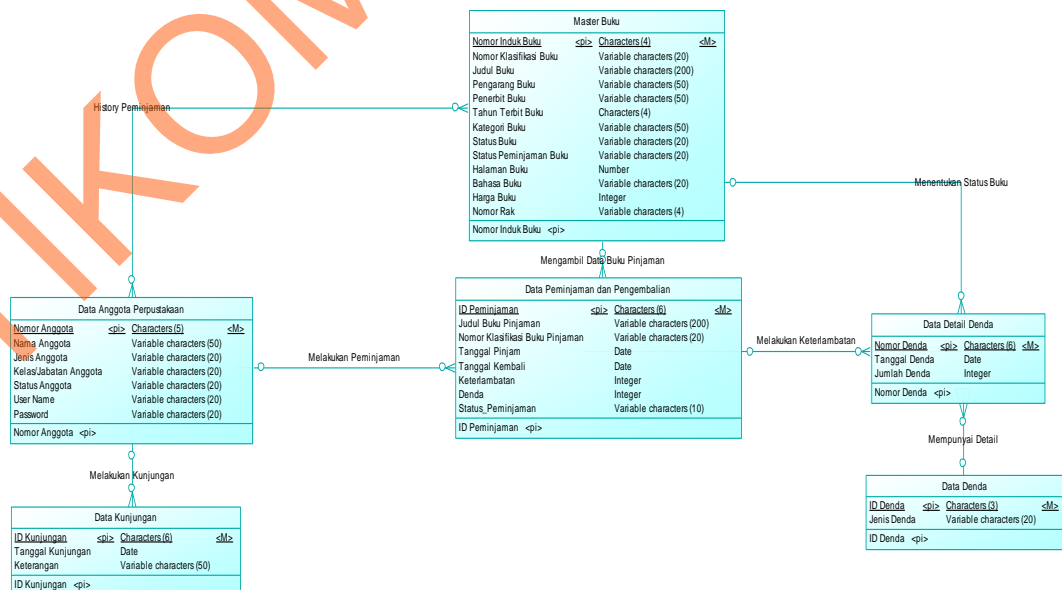 IKOM
Master Buku
Nomor Induk Buku <pi> Characters (4) <M>
Nomor Klasifikasi Buku Variable characters (20)
Judul Buku Variable characters (200)
Pengarang Buku Variable characters (50)
Penerbit Buku Variable characters (50)
Tahun Terbit Buku Characters (4)
Kategori Buku Variable characters (50)
Status Buku Variable characters (20)
Status Peminjaman Buku Variable characters (20)
Halaman Buku Number
Bahasa Buku Variable characters (20)
Harga Buku Integer
Nomor Rak Variable characters (4)
Nomor Induk Buku <pi>
History Peminjaman
Menentukan Status Buku
Mengambil Data Buku Pinjaman
Data Anggota Perpustakaan
Nomor Anggota <pi> Characters (5) <M>
Nama Anggota Variable characters (50)
Jenis Anggota Variable characters (20)
Kelas/Jabatan Anggota Variable characters (20)
Status Anggota Variable characters (20)
User Name Variable characters (20)
Password Variable characters (20)
Nomor Anggota <pi>
Melakukan Peminjaman
Data Peminjaman dan Pengembalian
ID Peminjaman <pi> Characters (6) <M>
Judul Buku Pinjaman Variable characters (200)
Nomor Klasifikasi Buku Pinjaman Variable characters (20)
Tanggal Pinjam Date
Tanggal Kembali Date
Keterlambatan Integer
Denda Integer
Status_Peminjaman Variable characters (10)
ID Peminjaman <pi>
Melakukan Keterlambatan
Data Detail Denda
Nomor Denda <pi> Characters (6) <M>
Tanggal Denda Date
Jumlah Denda Integer
Nomor Denda <pi>
Mempunyai Detail
Data Denda
ID Denda <pi> Characters (3) <M>
Jenis Denda Variable characters (20)
ID Denda <pi>
Melakukan Kunjungan
Data Kunjungan
ID Kunjungan <pi> Characters (6) <M>
Tanggal Kunjungan Date
Keterangan Variable characters (50)
ID Kunjungan <pi>